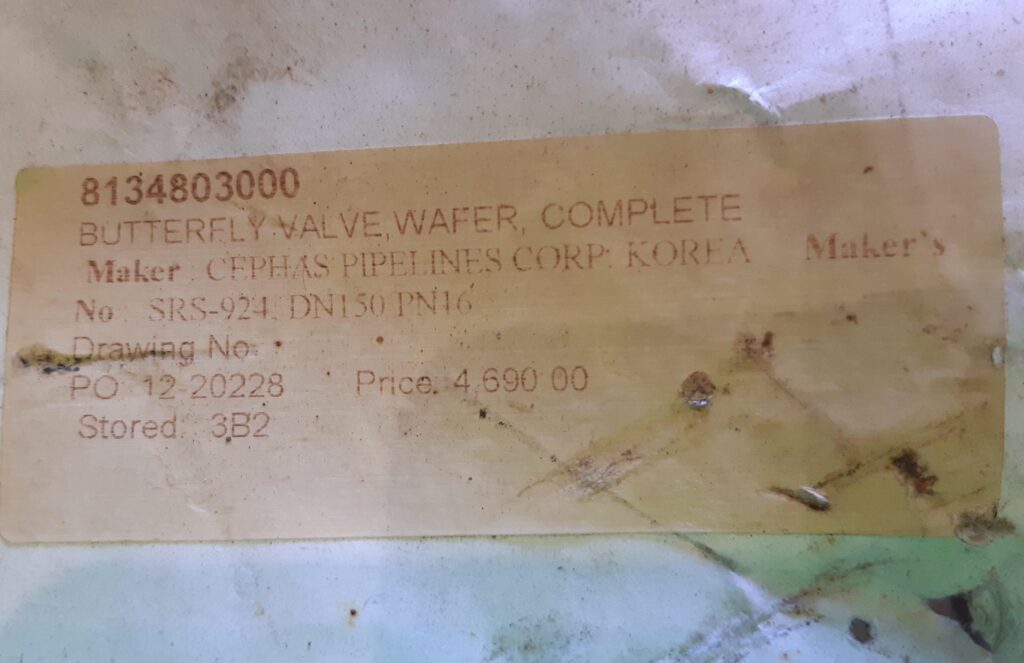 8134803000
BUTTERFLY VALVE, WAFER, COMPLETE
Maker : CEPHAS PIPELINES CORP. KOREA Maker's
No : SRS-924, DN150 PN16
Drawing No:
PO: 12-20228 Price: 4,690.00
Stored: 3B2